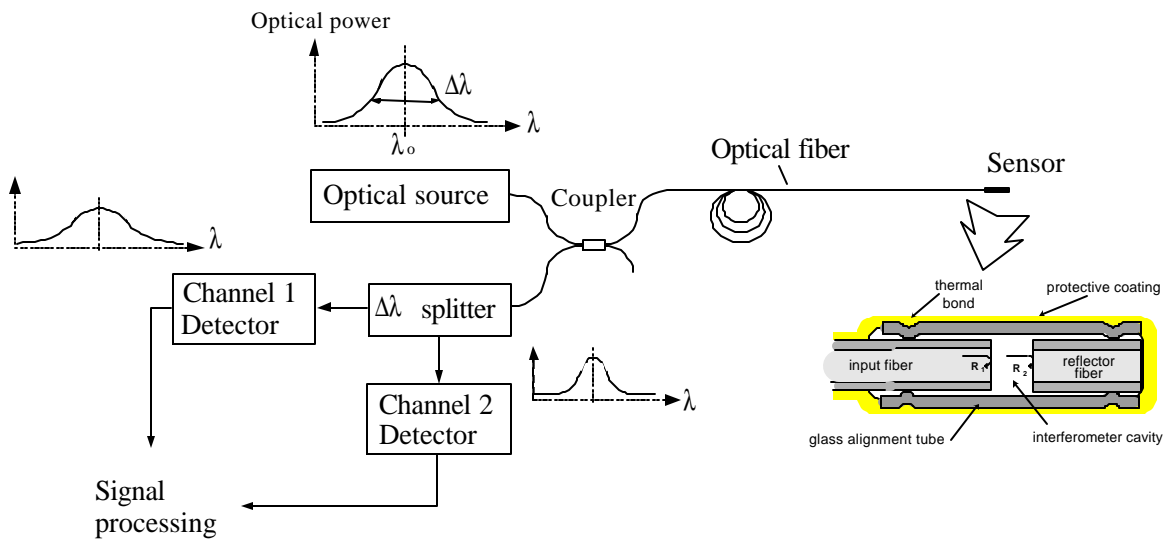 Optical power
Δλ
λ
λo
Optical source
Coupler
Optical fiber
Sensor
λ
Channel 1
Detector
Δλ splitter
λ
Channel 2
Detector
Signal
processing
thermal
bond
protective coating
input fiber
R1
R2
reflector
fiber
glass alignment tube
interferometer cavity